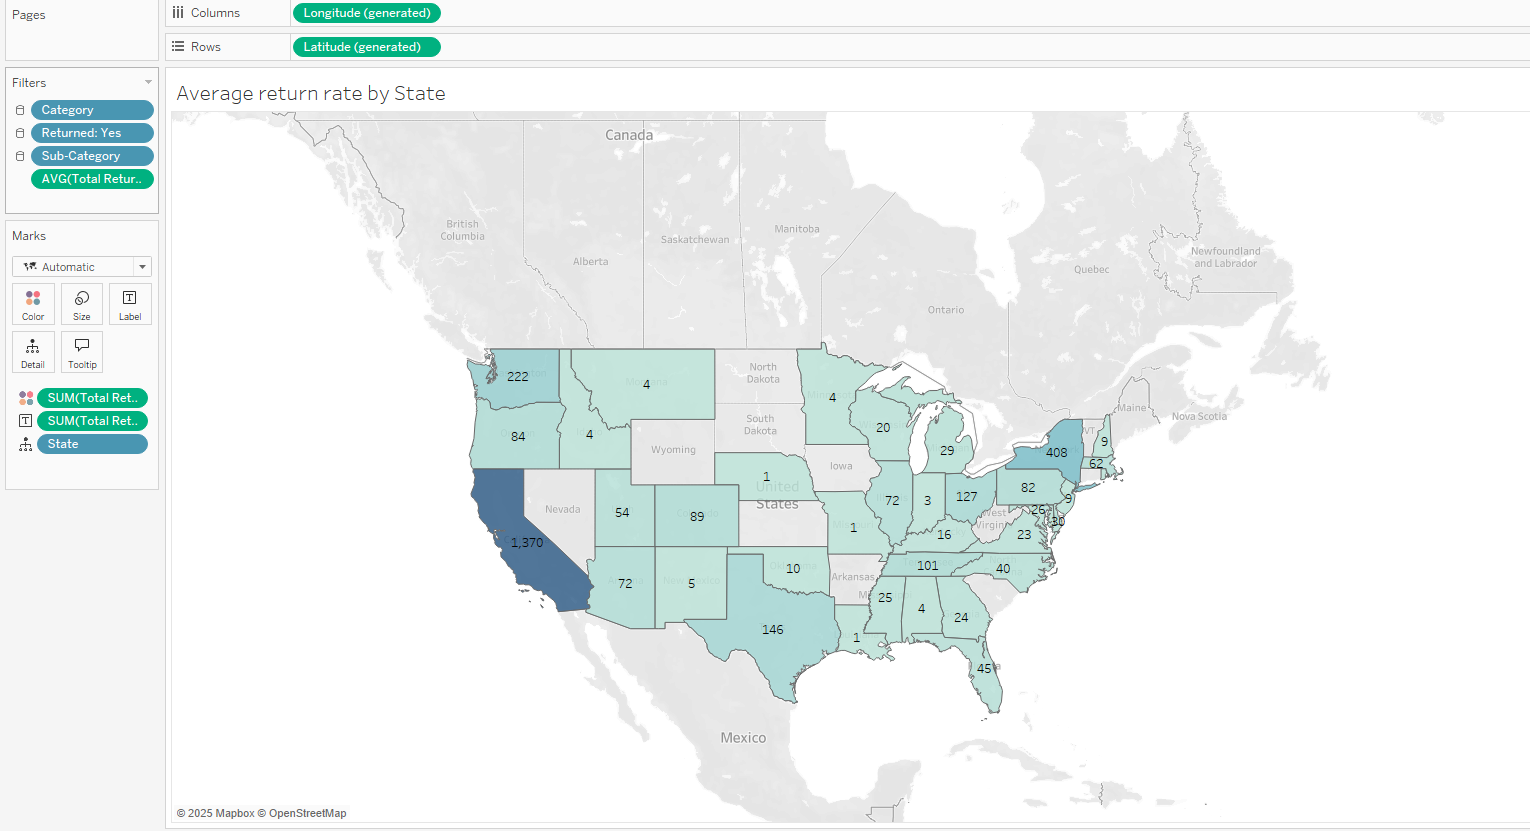 Pages
Columns
Longitude (generated)
Rows
Latitude (generated)
Filters
Category
Returned: Yes
Sub-Category
AVG(Total Retur..
Marks
Automatic
Color
Size
Label
Detail
Tooltip
SUM(Total Ret..
SUM(Total Ret..
State
Average return rate by State
Canada
British
Columbia
Alberta
Saskatchewan
Manitoba
Ontario
Quebec
Newfoundland
and Labrador
Nova Scotia
Maine
VT
North
Dakota
South
Dakota
Wyoming
Nevada
Iowa
United
States
West
Virgin
Arkansas
Mexico
222
4
4
84
4
20
29
408
9
62
1
1,370
54
89
72
3
127
82
9
26
30
1
16
23
72
5
10
101
40
25
4
24
146
1
45
© 2025 Mapbox © OpenStreetMap